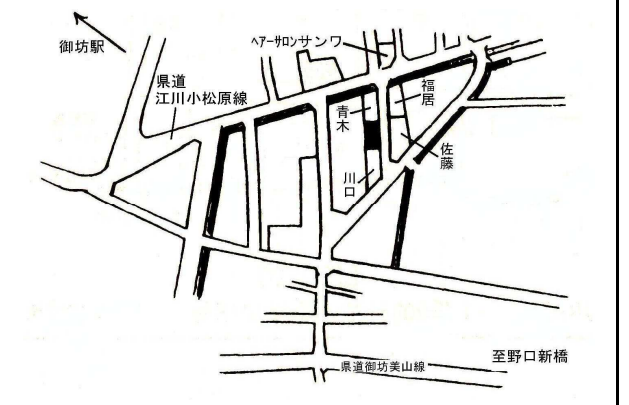 御坊駅
ヘアーサロンサンワ
県道
江川小松原線
青木
福居
佐藤
川口
県道御坊美山線
至野口新橋